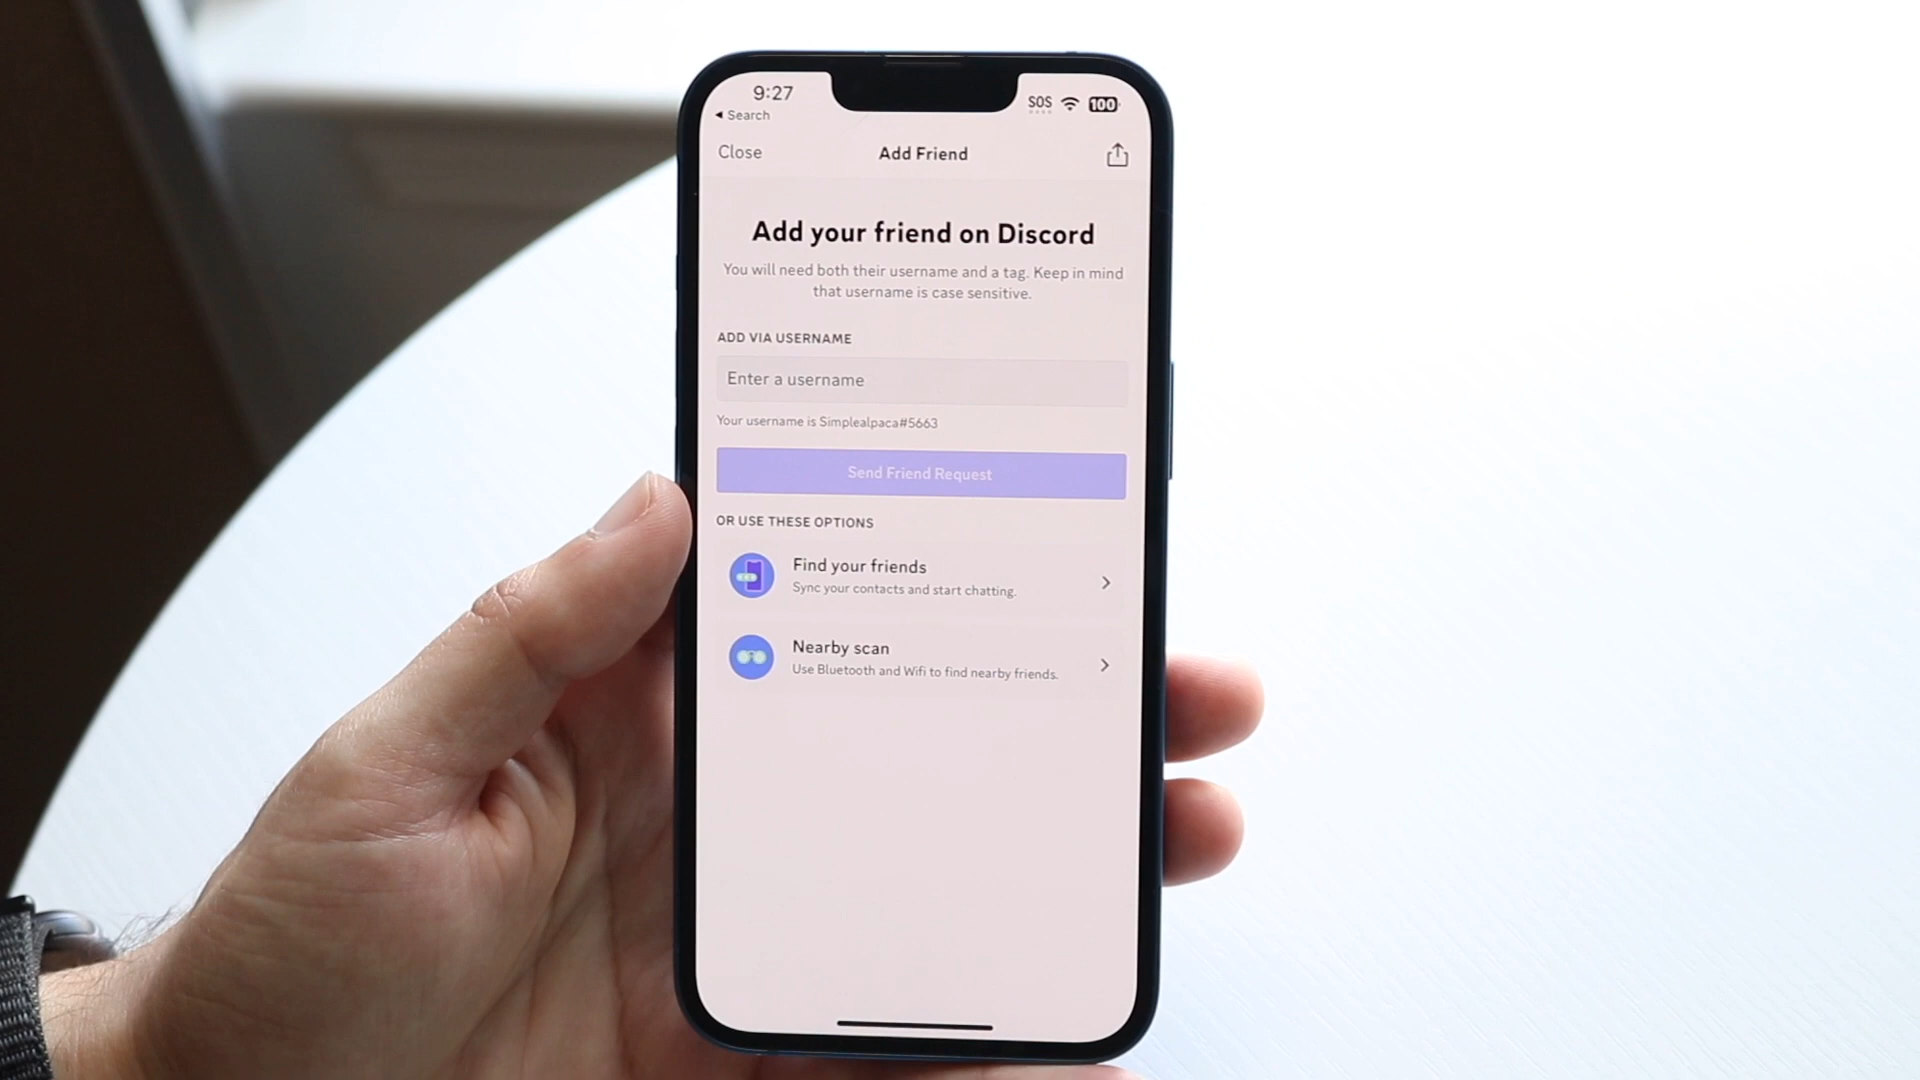 9:27
SOS
100
◂ Search
Close
Add Friend
Add your friend on Discord
You will need both their username and a tag. Keep in mind
that username is case sensitive.
ADD VIA USERNAME
Enter a username
Your username is Simplealpaca#5663
Send Friend Request
OR USE THESE OPTIONS
Find your friends
Sync your contacts and start chatting.
Nearby scan
Use Bluetooth and Wifi to find nearby friends.